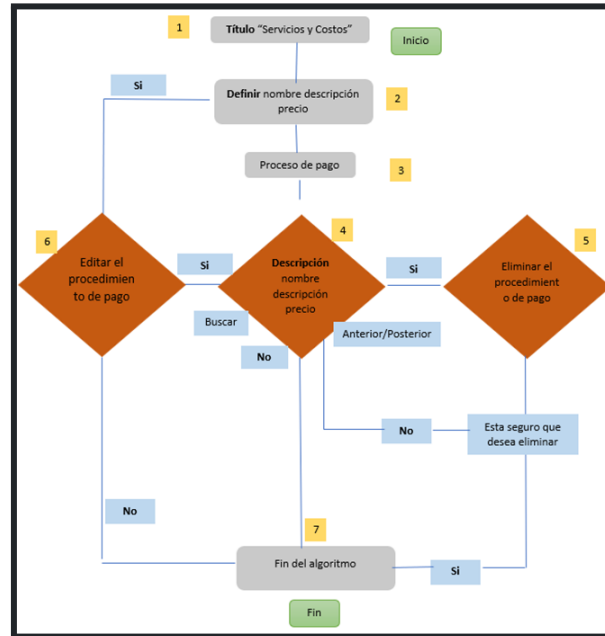 1
Título “Servicios y Costos”
Inicio
Si
Definir nombre descripción
precio
2
Proceso de pago
3
6
Editar el
procedimien
to de pago
Si
4
Descripción
nombre
descripción
precio
Si
5
Eliminar el
procedimient
o de pago
Buscar
No
Anterior/Posterior
No
Esta seguro que
desea eliminar
No
7
Fin del algoritmo
Si
Fin